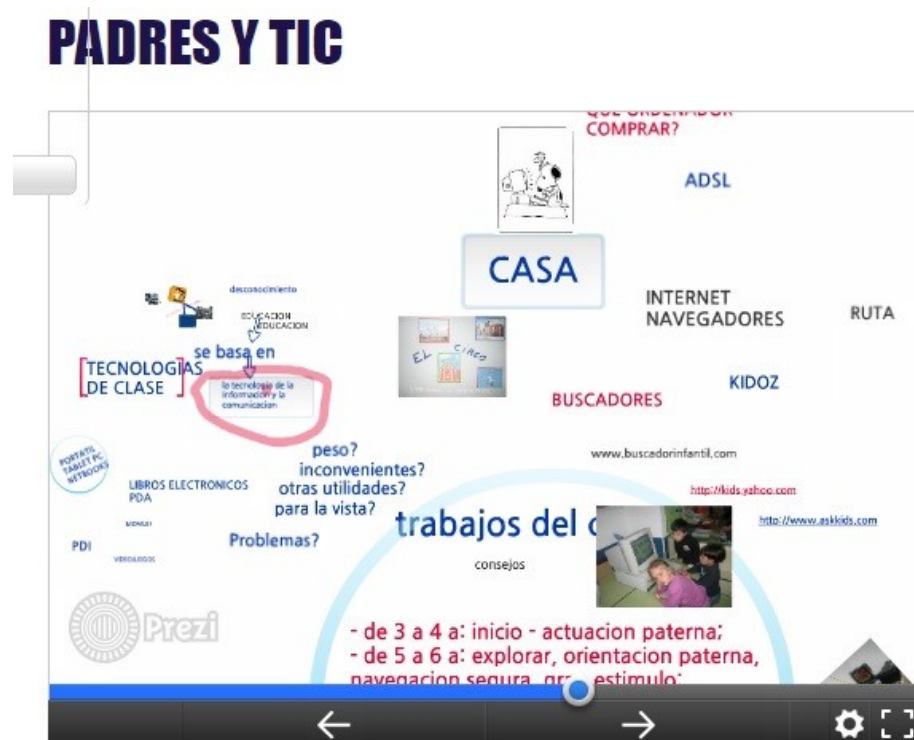 PADRES Y TIC
COMPRAR?
ADSL
CASA
INTERNET
NAVEGADORES
RUTA
desconocimiento
EDUCACION
EDUCACION
se basa en
TECNOLOGIAS
DE CLASE
la tecnologia de la
informacion y la
comunicacion
EL CIRCO
KIDOZ
BUSCADORES
www.buscadorinfantil.com
http://kids.yahoo.com
http://www.askkids.com
PORTATIL
TABLET PC
NETBOOKS
LIBROS ELECTRONICOS
PDA
PDI
VIDEOJUEGOS
peso?
inconvenientes?
otras utilidades?
para la vista?
Problemas?
trabajos del
consejos
- de 3 a 4 a: inicio - actuacion paterna;
- de 5 a 6 a: explorar, orientacion paterna,
navegacion segura, estimulo;
Prezi